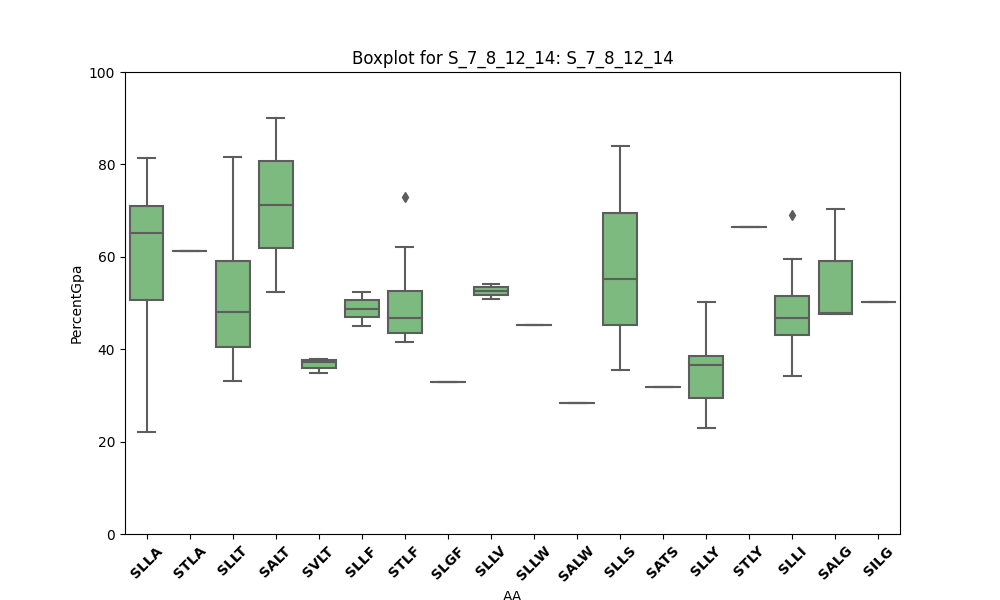 Boxplot for S_7_8_12_14: S_7_8_12_14
100
80
60
40
20
0
PercentGpa
SLLA STLA SLLT SALT SVLT SLLF STLF SLGF SLLV SLLW SALW SLLS SATS SLLY STLY SLLI SALG SILG
AA